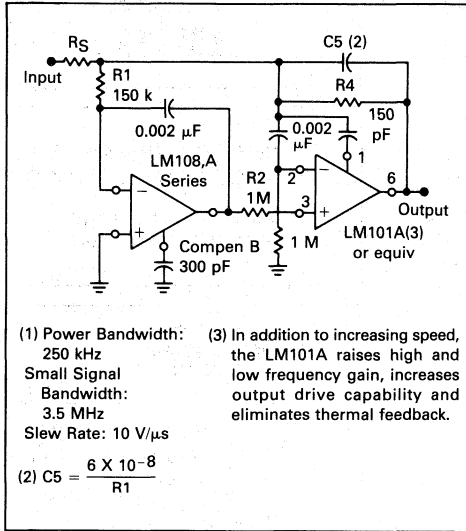 RS
Input
R1
150 k
0.002 µF
LM108,A
Series
−
+
Compen B
300 pF
R2
1M
C5 (2)
R4
150
pF
0.002
µF
1
2
−
3
+
6
Output
1 M
LM101A(3)
or equiv
(1) Power Bandwidth:
250 kHz
Small Signal
Bandwidth:
3.5 MHz
Slew Rate: 10 V/µs
(2) C5 = 6 X 10−8
R1
(3) In addition to increasing speed,
the LM101A raises high and
low frequency gain, increases
output drive capability and
eliminates thermal feedback.